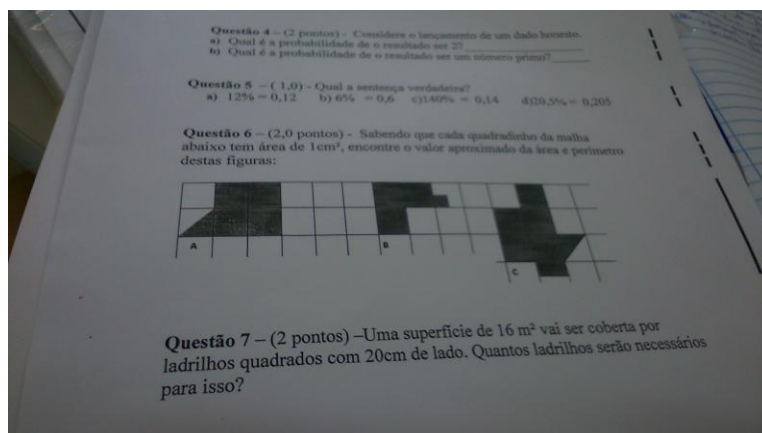 Questão 4 – (2 pontos) - Considere o lançamento de um dado honesto.
a) Qual é a probabilidade de o resultado ser 2? ________________
b) Qual é a probabilidade de o resultado ser um número primo?______
Questão 5 – ( 1,0) - Qual a sentença verdadeira?
a) 12% = 0,12 b) 6% = 0,6 c)140% = 0,14 d)20,5% = 0,205
Questão 6 – (2,0 pontos) - Sabendo que cada quadradinho da malha
abaixo tem área de 1cm², encontre o valor aproximado da área e perímetro
destas figuras:
A
B
C
Questão 7 – (2 pontos) –Uma superfície de 16 m² vai ser coberta por
ladrilhos quadrados com 20cm de lado. Quantos ladrilhos serão necessários
para isso?